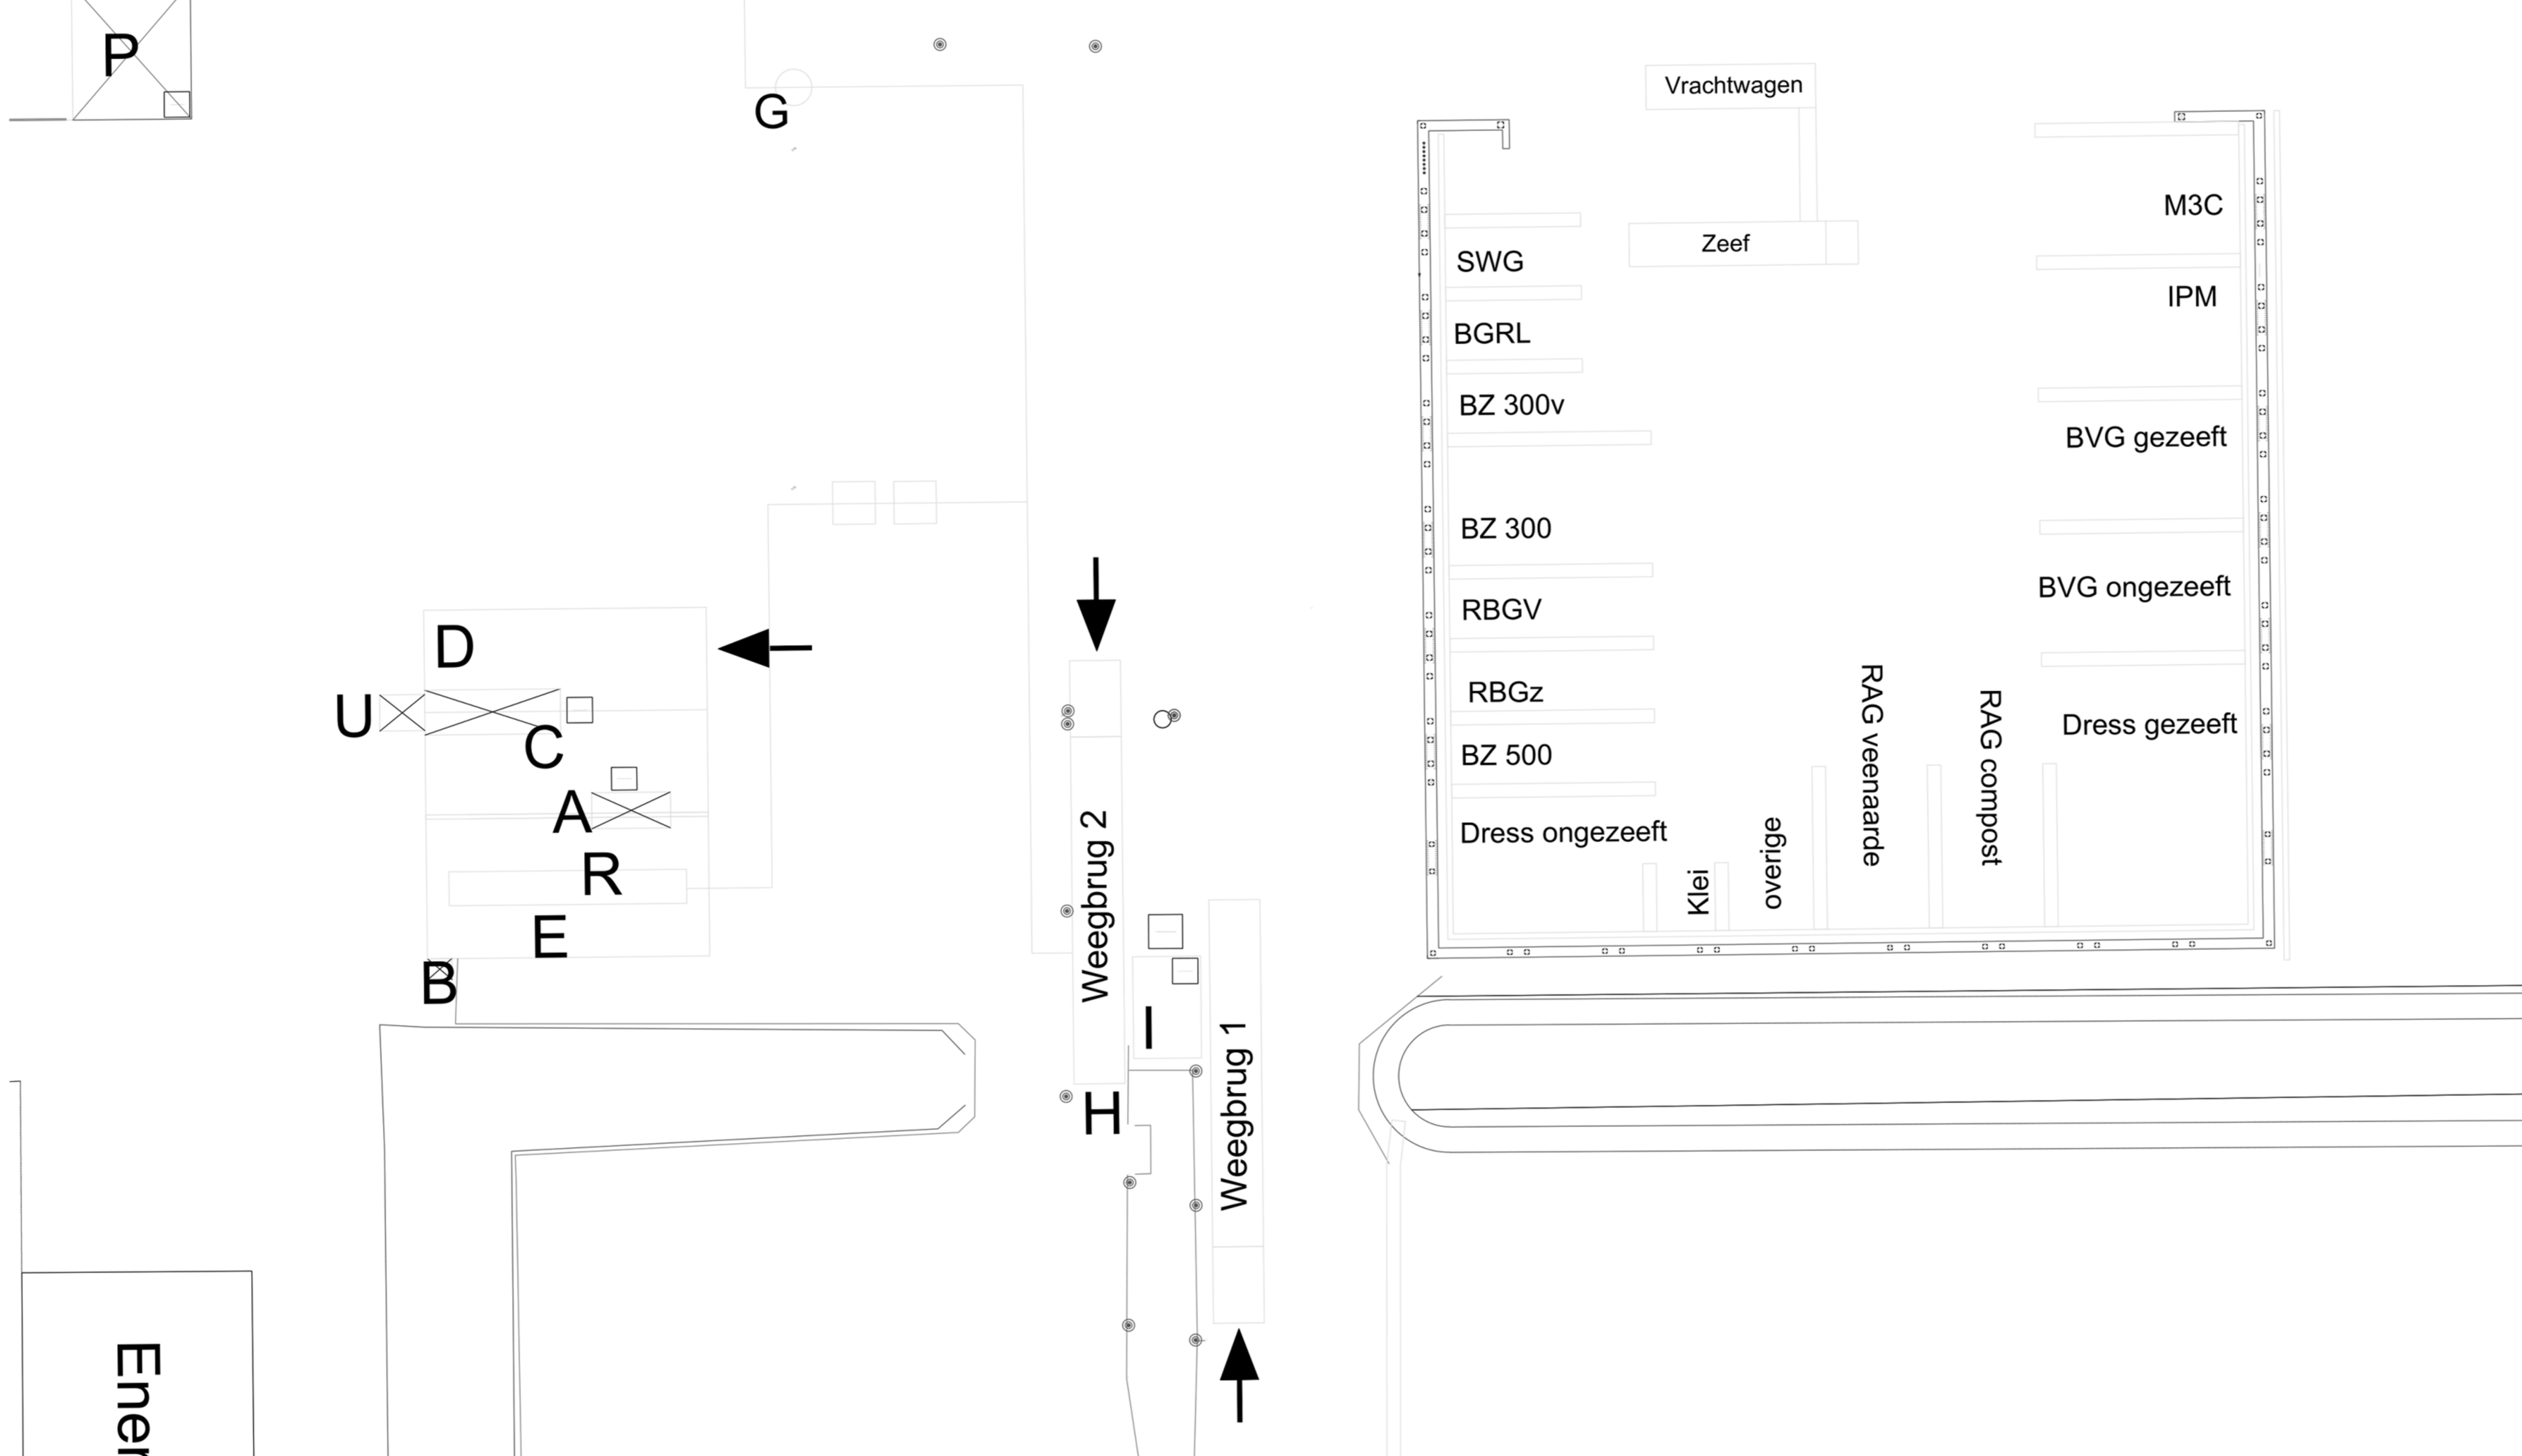 P
G
Vrachtwagen
Zeef
M3C
SWG
IPM
BGRL
BZ 300v
BVG gezeeft
BZ 300
BVG ongezeeft
RBGV
D
RBGz
U
C
RAG veenaarde
RAG compost
Dress gezeeft
BZ 500
A
Dress ongezeeft
R
Klei
overige
E
Weegbrug 2
B
I
H
Weegbrug 1
Ener